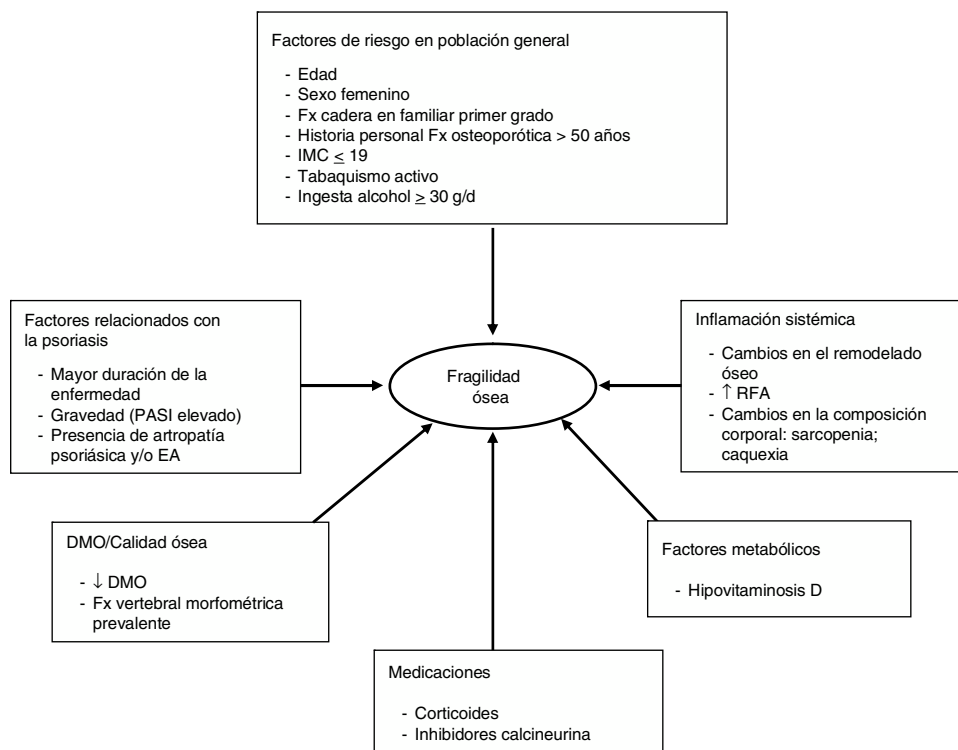 Factores de riesgo en población general
- Edad
- Sexo femenino
- Fx cadera en familiar primer grado
- Historia personal Fx osteoporótica > 50 años
- IMC ≤ 19
- Tabaquismo activo
- Ingesta alcohol ≥ 30 g/d
Factores relacionados con
la psoriasis
- Mayor duración de la
enfermedad
- Gravedad (PASI elevado)
- Presencia de artropatía
psoriásica y/o EA
Fragilidad
ósea
Inflamación sistémica
- Cambios en el remodelado
óseo
- ↑ RFA
- Cambios en la composición
corporal: sarcopenia;
caquexia
DMO/Calidad ósea
- ↓ DMO
- Fx vertebral morfométrica
prevalente
Factores metabólicos
- Hipovitaminosis D
Medicaciones
- Corticoides
- Inhibidores calcineurina